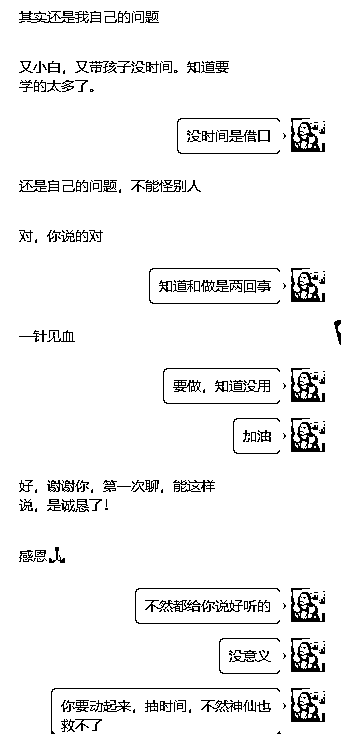 其实还是我自己的问题
又小白，又带孩子没时间。知道要
学的太多了。
没时间是借口
还是自己的问题，不能怪别人
对，你说的对
知道和做是两回事
一针见血
要做，知道没用
加油
好，谢谢你，第一次聊，能这样
说，是诚恳了！
感恩
不然都给你说好听的
没意义
你要动起来，抽时间，不然神仙也
救不了